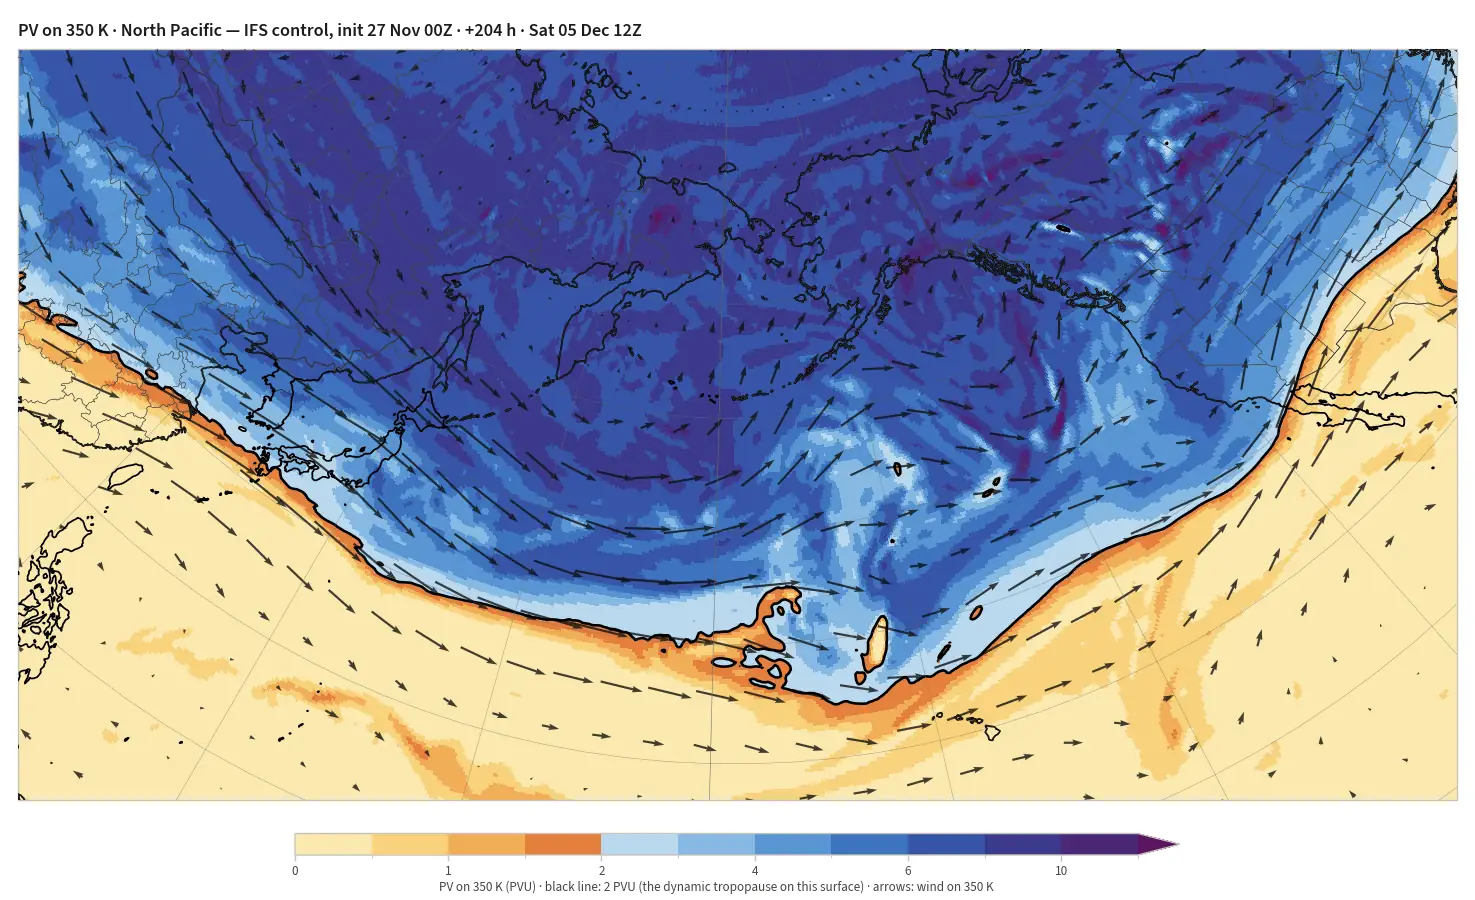 PV on 350 K · North Pacific — IFS control, init 27 Nov 00Z · +204 h · Sat 05 Dec 12Z
0 1 2 4 6 10
PV on 350 K (PVU) · black line: 2 PVU (the dynamic tropopause on this surface) · arrows: wind on 350 K